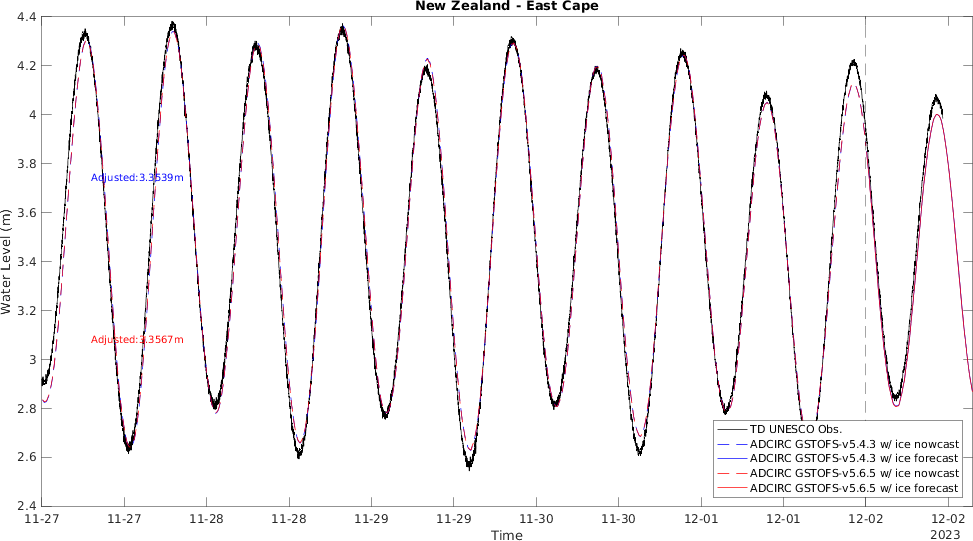 New Zealand - East Cape
4.4
4.2
4
3.8
3.6
3.4
3.2
3
2.8
2.6
2.4
Water Level (m)
Adjusted:3.3539m
Adjusted:3.3567m
TD UNESCO Obs.
ADCIRC GSTOFS-v5.4.3 w/ ice nowcast
ADCIRC GSTOFS-v5.4.3 w/ ice forecast
ADCIRC GSTOFS-v5.6.5 w/ ice nowcast
ADCIRC GSTOFS-v5.6.5 w/ ice forecast
11-27 11-27 11-28 11-28 11-29 11-29 11-30 11-30 12-01 12-01 12-02 12-02
Time 2023